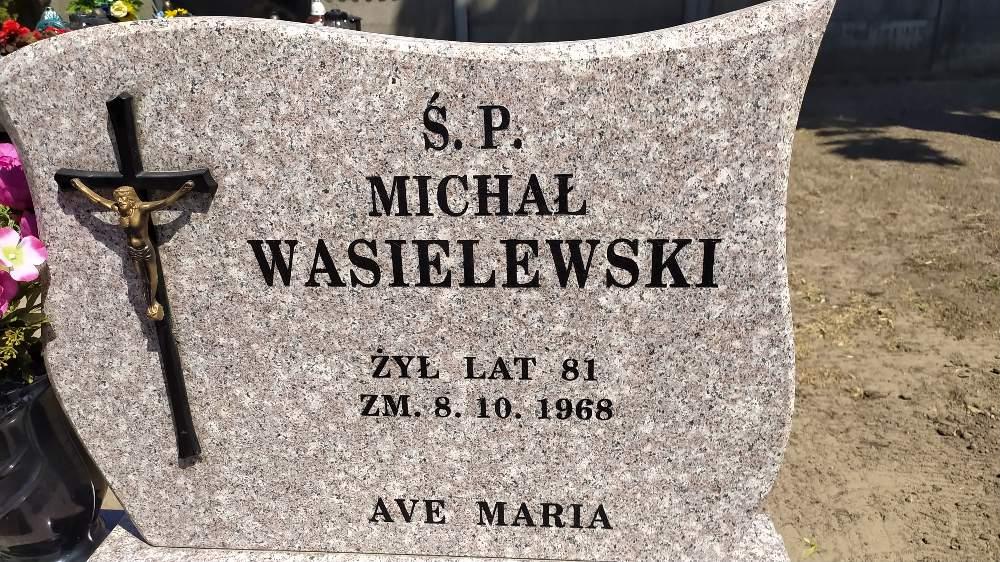 Ś. P.
MICHAŁ
WASIELEWSKI
ŻYŁ LAT 81
ZM. 8. 10. 1968
AVE MARIA